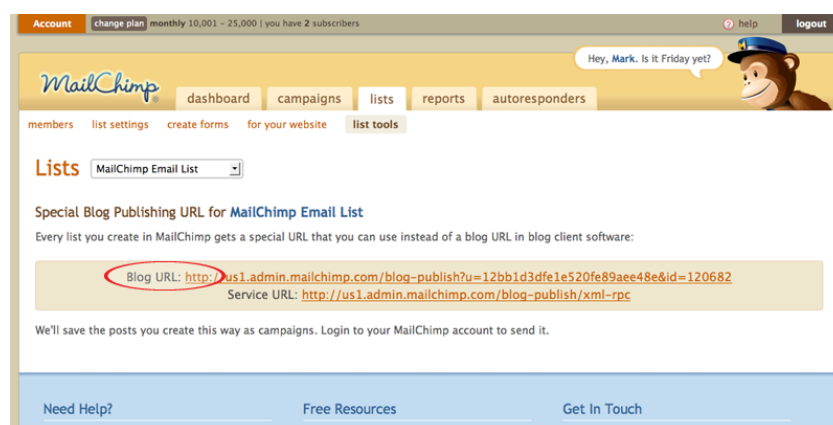 Account change plan monthly 10,001 – 25,000 | you have 2 subscribers help logout
Hey, Mark. Is it Friday yet?
MailChimp dashboard campaigns lists reports autoresponders
members list settings create forms for your website list tools
Lists MailChimp Email List
Special Blog Publishing URL for MailChimp Email List
Every list you create in MailChimp gets a special URL that you can use instead of a blog URL in blog client software:
Blog URL: http://us1.admin.mailchimp.com/blog-publish?u=12bb1d3dfe1e520fe89aee48e&id=120682
Service URL: http://us1.admin.mailchimp.com/blog-publish/xml-rpc
We'll save the posts you create this way as campaigns. Login to your MailChimp account to send it.
Need Help? Free Resources Get In Touch